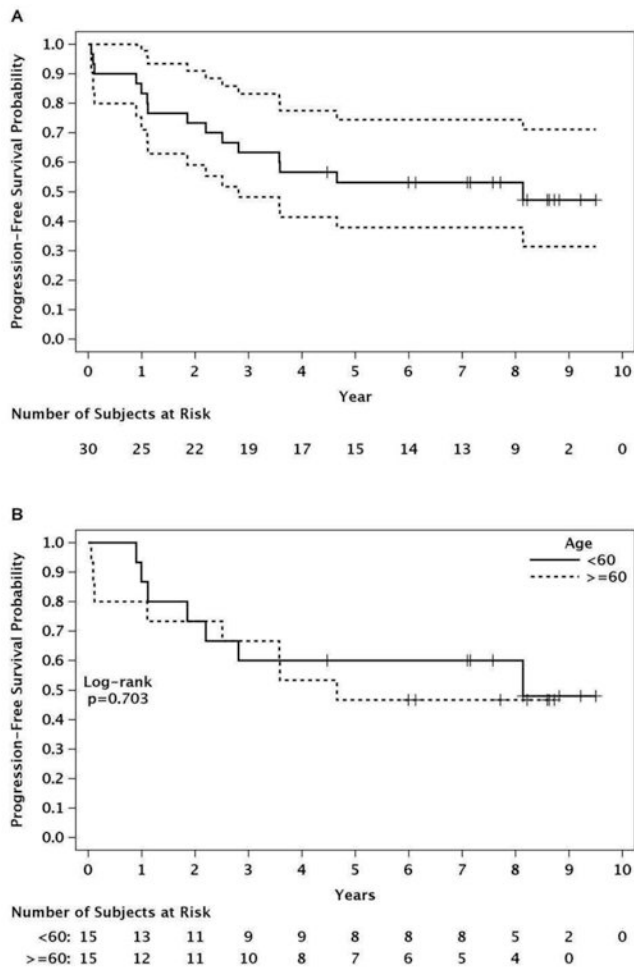 A
Progression-Free Survival Probability
1.0
0.9
0.8
0.7
0.6
0.5
0.4
0.3
0.2
0.1
0.0
0 1 2 3 4 5 6 7 8 9 10
Year
Number of Subjects at Risk
30 25 22 19 17 15 14 13 9 2 0
B
Progression-Free Survival Probability
1.0
0.9
0.8
0.7
0.6
0.5
0.4
0.3
0.2
0.1
0.0
Age
<60
>=60
Log-rank
p=0.703
0 1 2 3 4 5 6 7 8 9 10
Years
Number of Subjects at Risk
<60: 15 13 11 9 9 8 8 8 5 2 0
>=60: 15 12 11 10 8 7 6 5 4 0